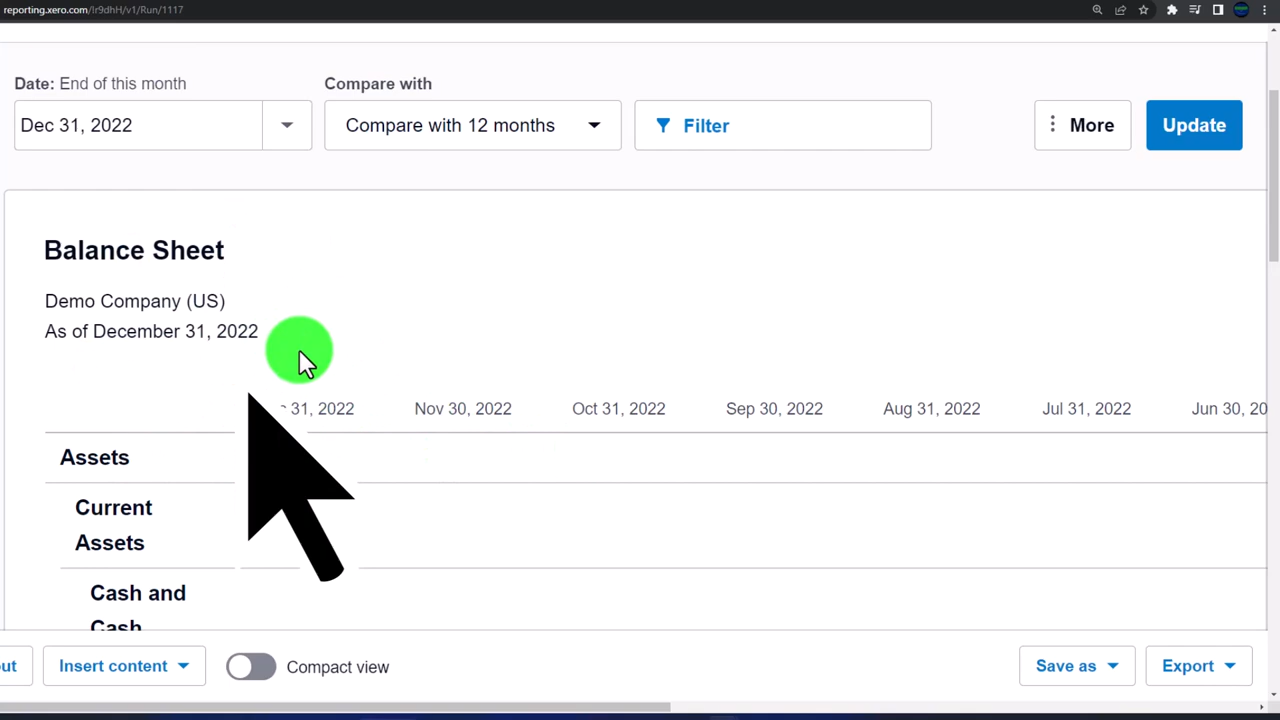 reporting.xero.com/!r9dhH/v1/Run/1117
Date: End of this month
Compare with
Dec 31, 2022
Compare with 12 months
Filter
More
Update
Balance Sheet
Demo Company (US)
As of December 31, 2022
31, 2022 Nov 30, 2022 Oct 31, 2022 Sep 30, 2022 Aug 31, 2022 Jul 31, 2022 Jun 30, 20
Assets
Current
Assets
Cash and
Cash
Insert content
Compact view
Save as
Export